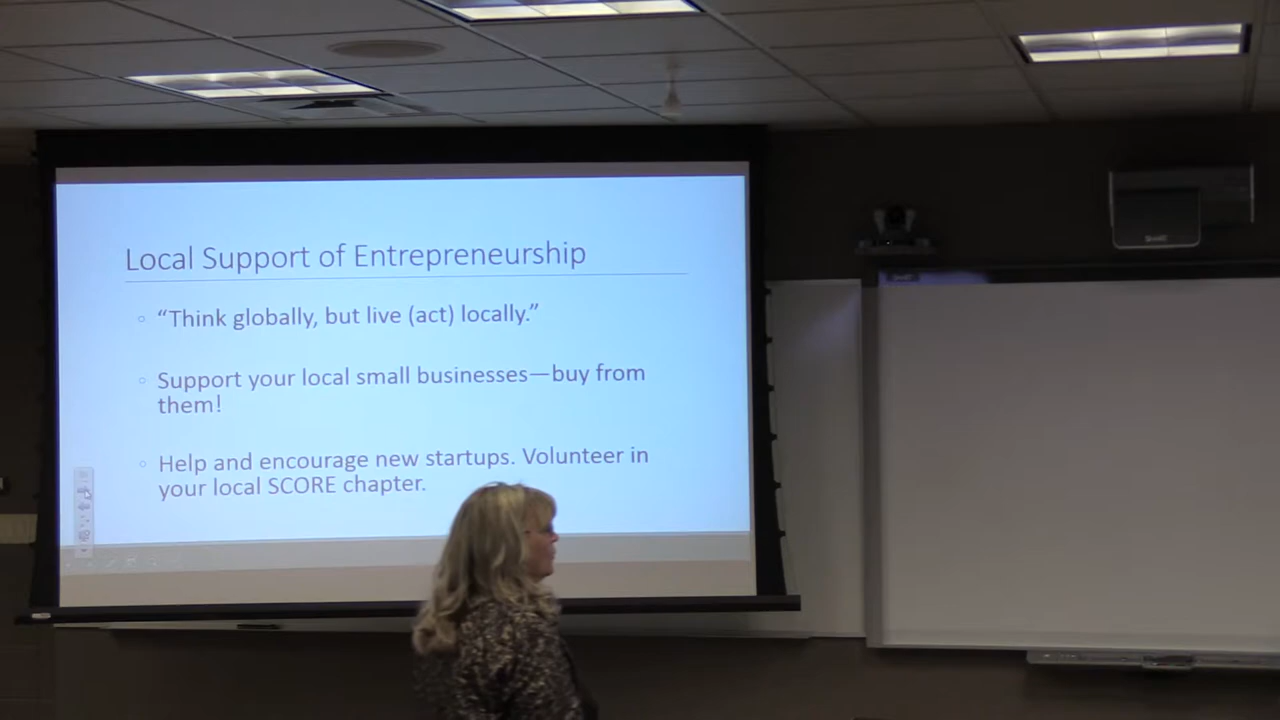 Local Support of Entrepreneurship
“Think globally, but live (act) locally.”
Support your local small businesses—buy from
them!
Help and encourage new startups. Volunteer in
your local SCORE chapter.